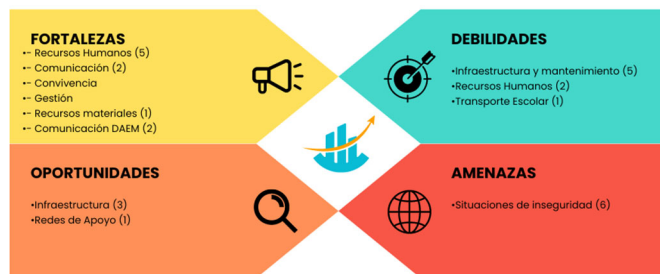 FORTALEZAS
•- Recursos Humanos (5)
•- Comunicación (2)
•- Convivencia
•- Gestión
•- Recursos materiales (1)
•- Comunicación DAEM (2)
DEBILIDADES
•Infraestructura y mantenimiento (5)
•Recursos Humanos (2)
•Transporte Escolar (1)
OPORTUNIDADES
•Infraestructura (3)
•Redes de Apoyo (1)
AMENAZAS
•Situaciones de inseguridad (6)